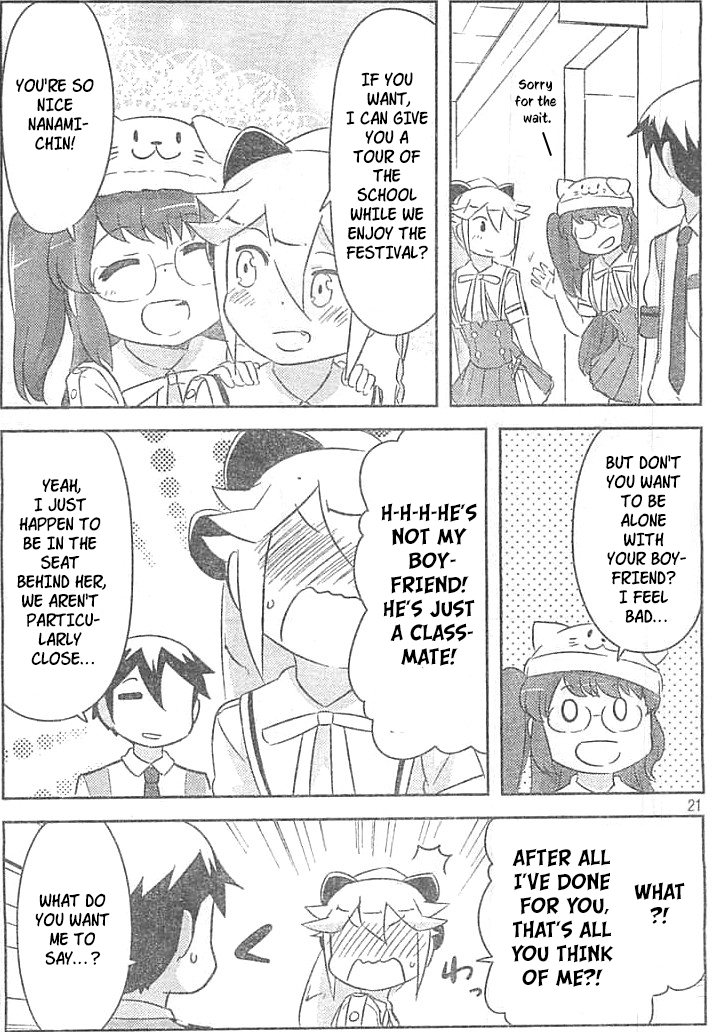 Sorry
for the
wait.
IF YOU
WANT,
I CAN GIVE
YOU A
TOUR OF
THE
SCHOOL
WHILE WE
ENJOY THE
FESTIVAL?
YOU'RE SO
NICE
NANAMI-
CHIN!
BUT DON'T
YOU WANT
TO BE
ALONE
WITH
YOUR BOY-
FRIEND?
I FEEL
BAD...
H-H-H-HE'S
NOT MY
BOY-
FRIEND!
HE'S JUST
A CLASS-
MATE!
YEAH,
I JUST
HAPPEN TO
BE IN THE
SEAT
BEHIND HER,
WE AREN'T
PARTICU-
LARLY
CLOSE...
21
WHAT
?!
AFTER ALL
I'VE DONE
FOR YOU,
THAT'S ALL
YOU THINK
OF ME?!
わっ
WHAT DO
YOU WANT
ME TO
SAY...?